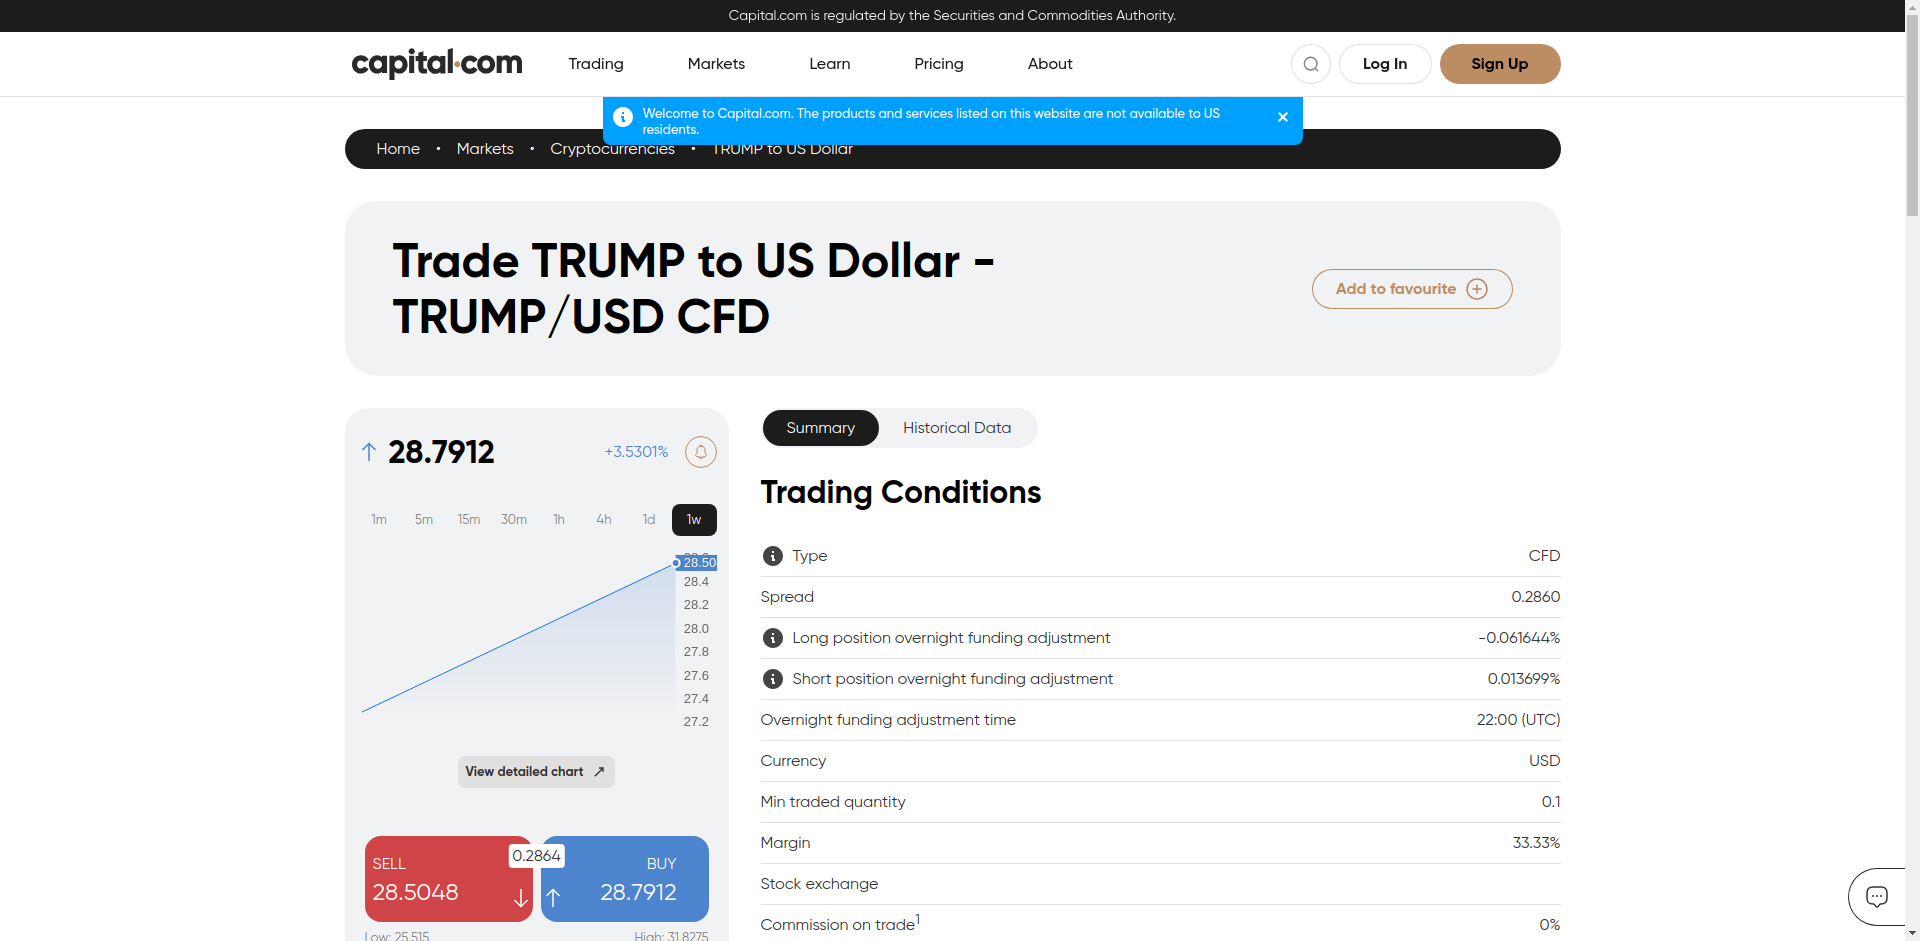 Capital.com is regulated by the Securities and Commodities Authority.
capital.com Trading Markets Learn Pricing About Log In Sign Up
Welcome to Capital.com. The products and services listed on this website are not available to US
residents.
Home • Markets • Cryptocurrencies • TRUMP to US Dollar
Trade TRUMP to US Dollar -
TRUMP/USD CFD
Add to favourite
28.7912 +3.5301%
1m 5m 15m 30m 1h 4h 1d 1w
28.50
28.4
28.2
28.0
27.8
27.6
27.4
27.2
View detailed chart
SELL 0.2864 BUY
28.5048 28.7912
Low: 25.515 High: 31.8275
Summary Historical Data
Trading Conditions
Type CFD
Spread 0.2860
Long position overnight funding adjustment -0.061644%
Short position overnight funding adjustment 0.013699%
Overnight funding adjustment time 22:00 (UTC)
Currency USD
Min traded quantity 0.1
Margin 33.33%
Stock exchange
Commission on trade1 0%